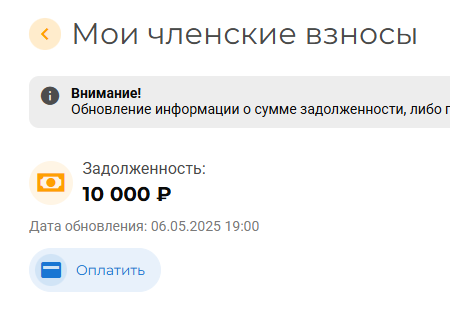 Мои членские взносы
Внимание!
Обновление информации о сумме задолженности, либо
Задолженность:
10 000 ₽
Дата обновления: 06.05.2025 19:00
Оплатить